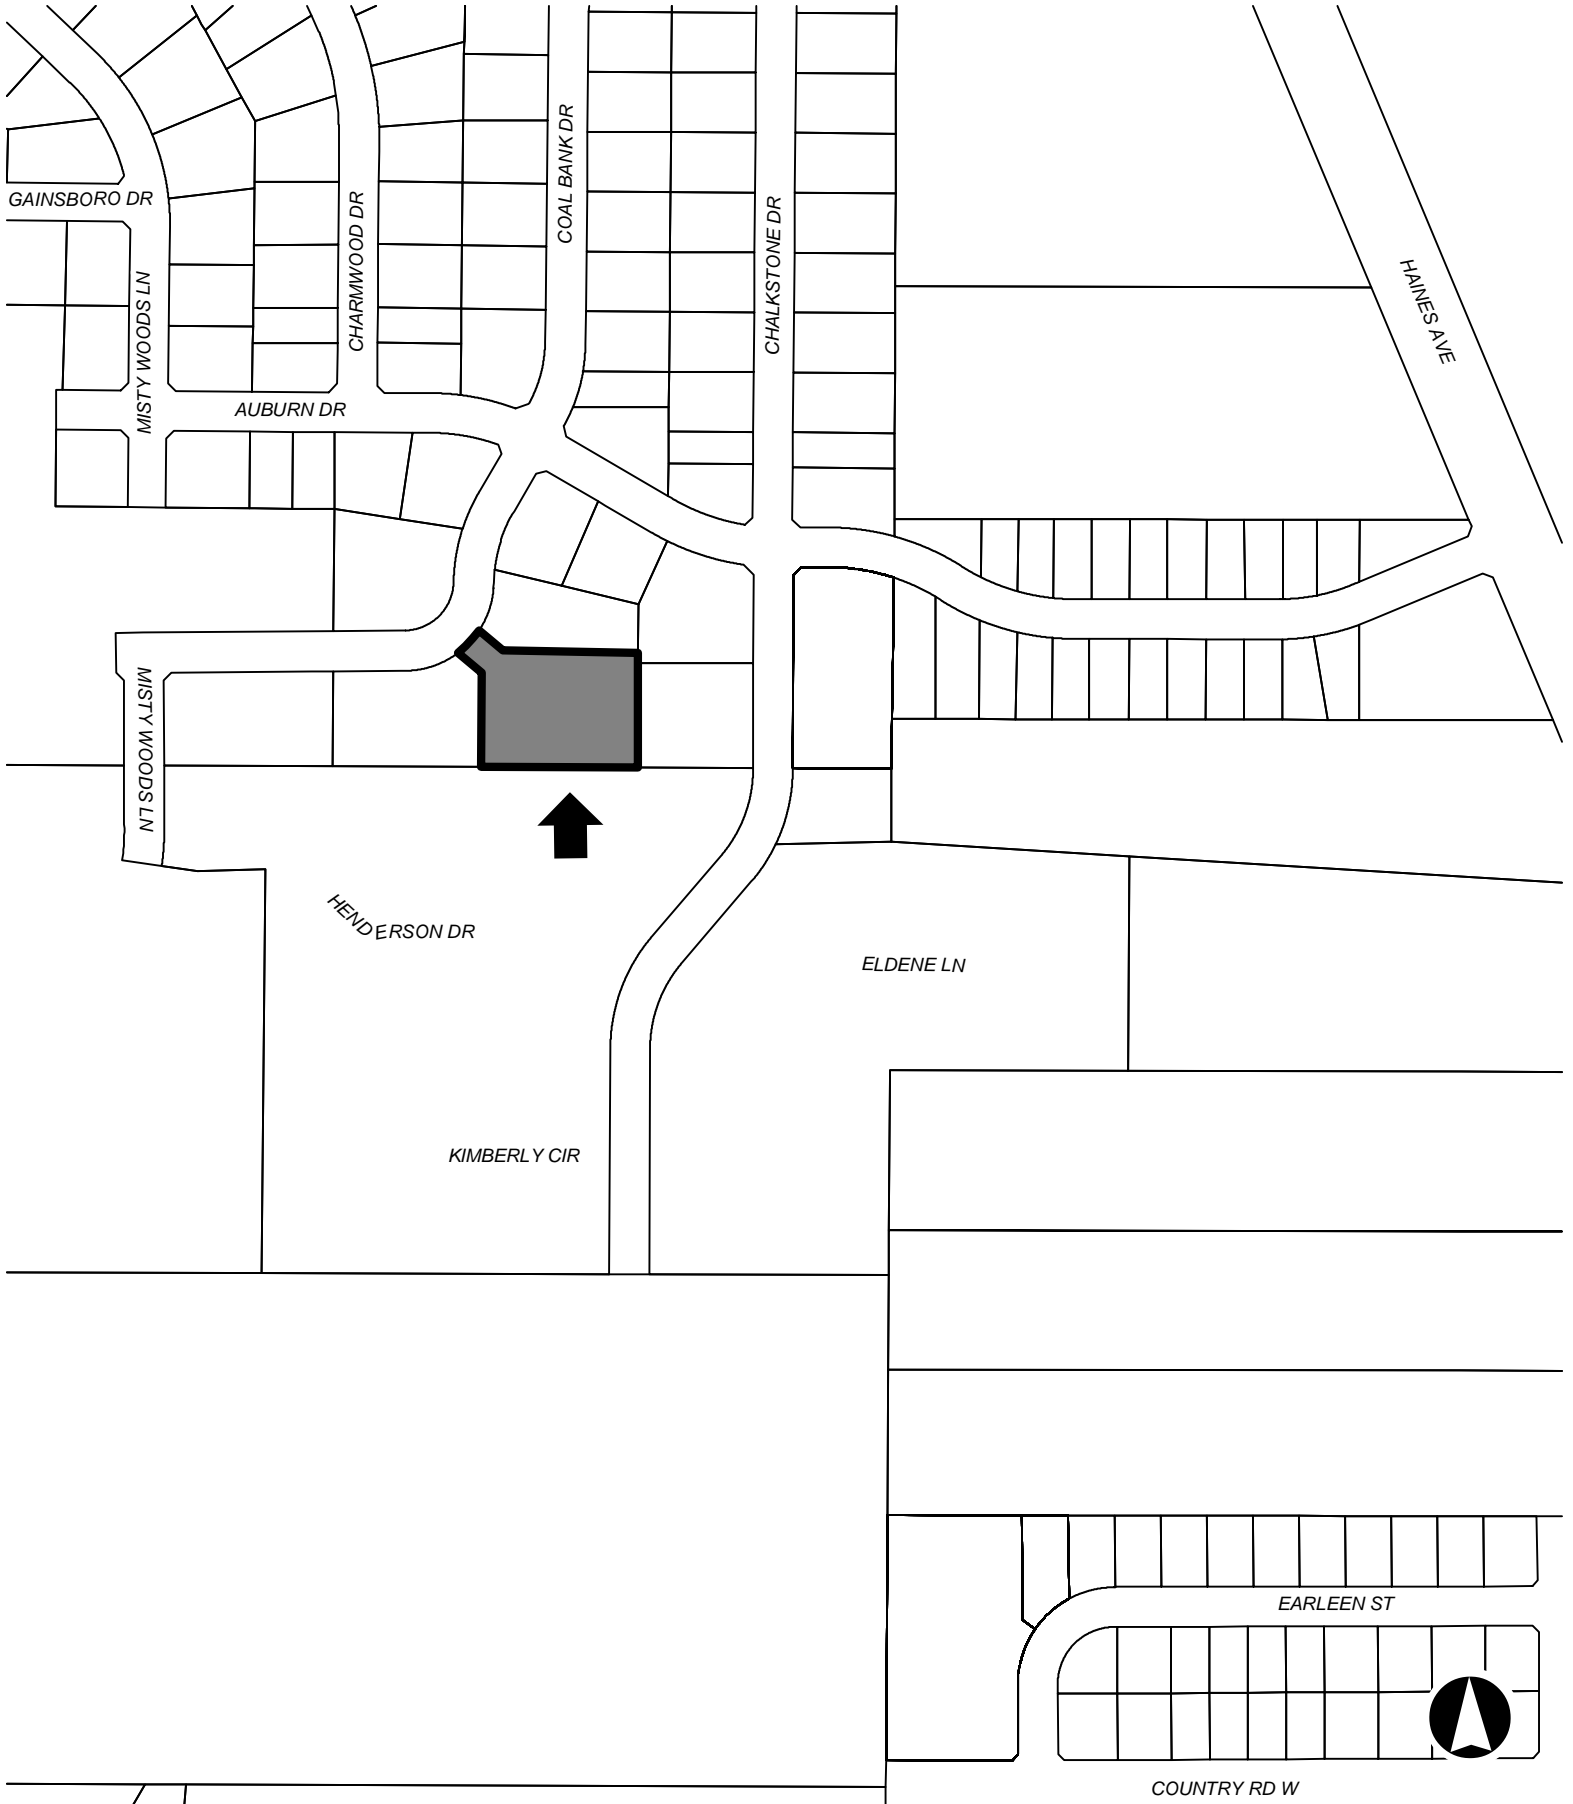 COAL BANK DR
GAINSBORO DR
CHARMWOOD DR
CHALKSTONE DR
HAINES AVE
MISTY WOODS LN
AUBURN DR
MISTY WOODS LN
HENDERSON DR
ELDENE LN
KIMBERLY CIR
EARLEEN ST
COUNTRY RD W